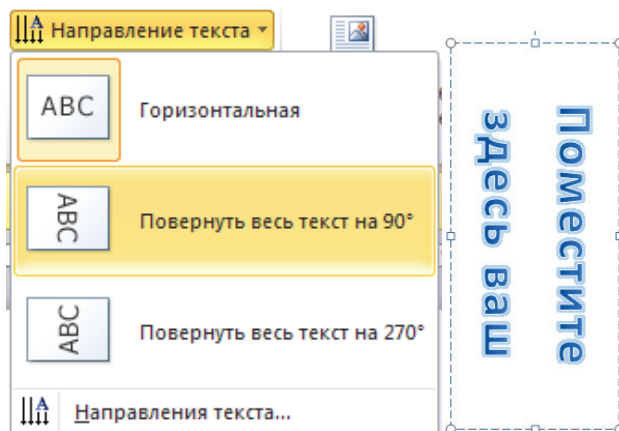 Направление текста
ABC
Горизонтальная
ABC
Повернуть весь текст на 90°
ABC
Повернуть весь текст на 270°
Направления текста...
Поместите
здесь ваш